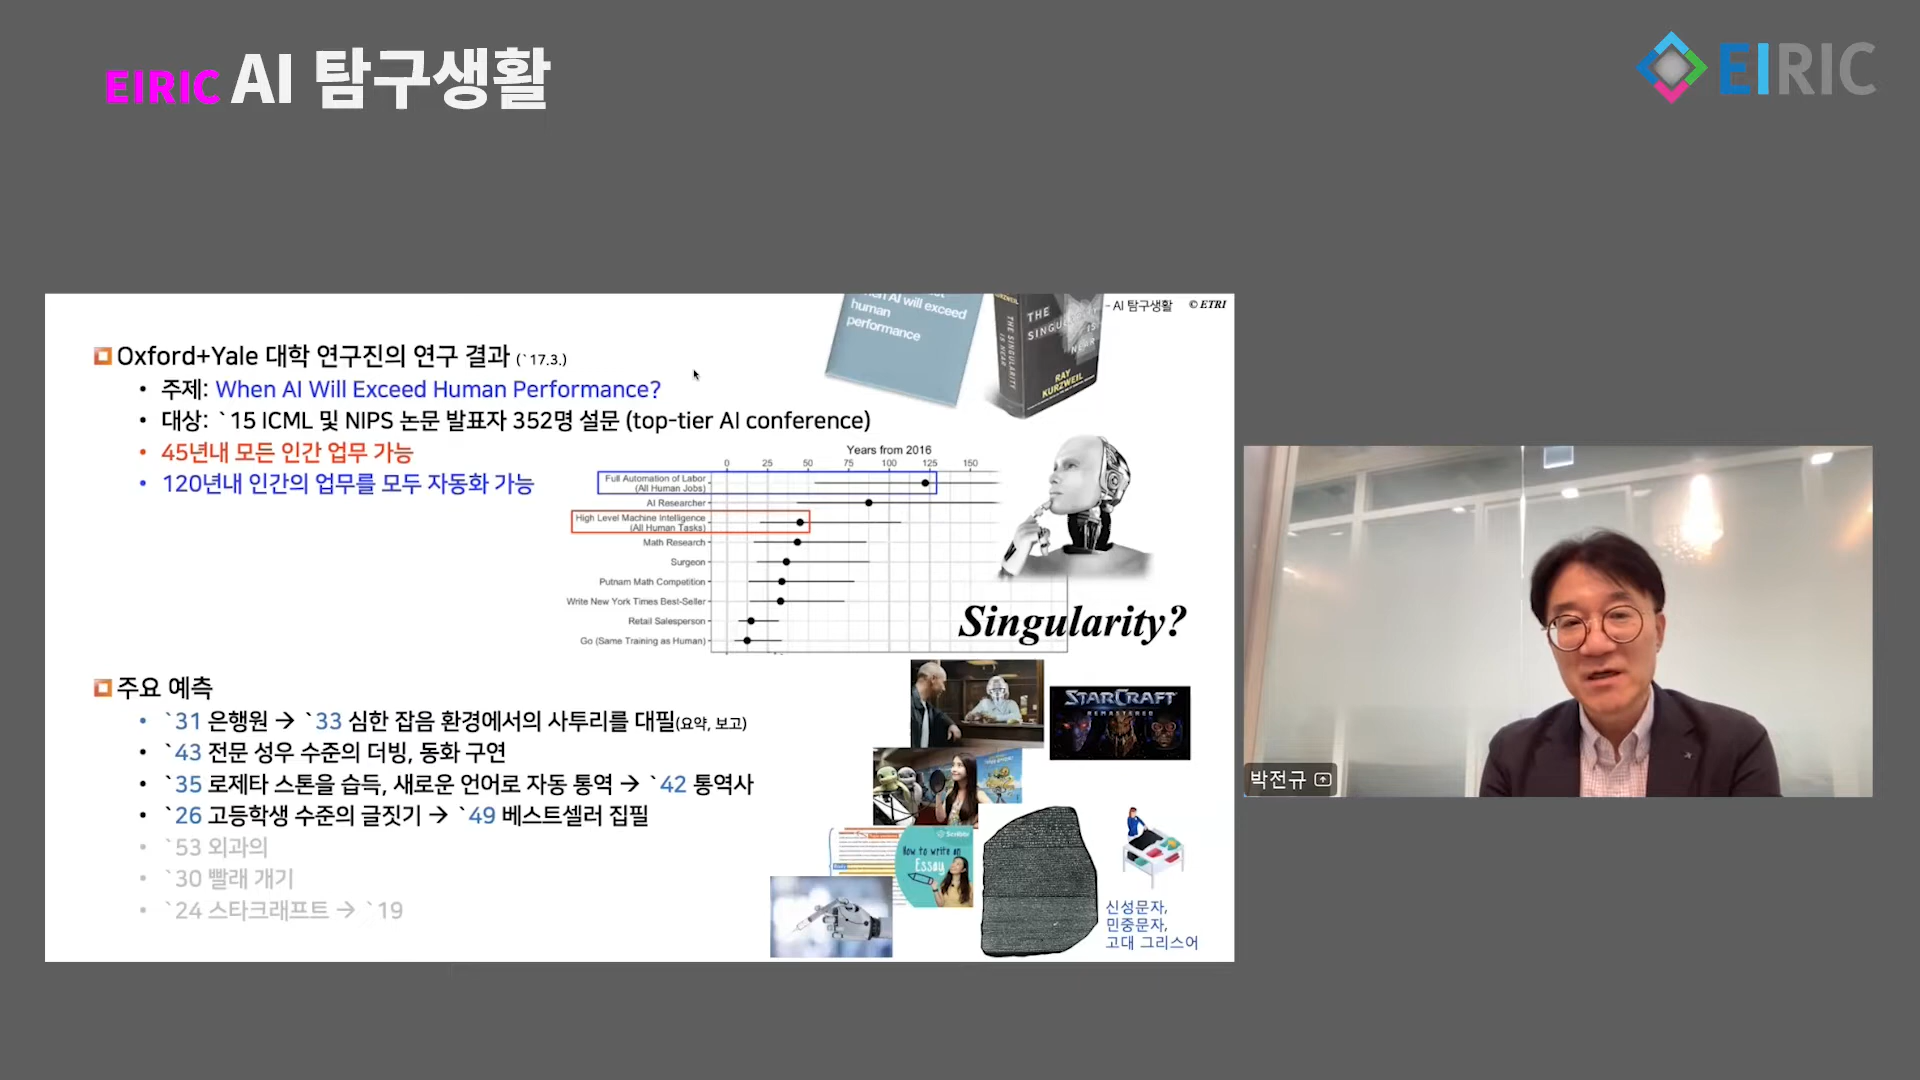 EIRIC AI 탐구생활
EIRIC
- AI 탐구생활 © ETRI
human
performance
THE SINGULARITY IS NEAR
THE
SINGULARITY IS
NEAR
RAY
KURZWEIL
Oxford+Yale 대학 연구진의 연구 결과 (`17.3.)
• 주제: When AI Will Exceed Human Performance?
• 대상: `15 ICML 및 NIPS 논문 발표자 352명 설문 (top-tier AI conference)
• 45년내 모든 인간 업무 가능
• 120년내 인간의 업무를 모두 자동화 가능
Years from 2016
0 25 50 75 100 125 150
Full Automation of Labor
(All Human Jobs)
AI Researcher
High Level Machine Intelligence
(All Human Tasks)
Math Research
Surgeon
Putnam Math Competition
Write New York Times Best-Seller
Retail Salesperson
Go (Same Training as Human)
Singularity?
주요 예측
• `31 은행원 → `33 심한 잡음 환경에서의 사투리를 대필(요약, 보고)
• `43 전문 성우 수준의 더빙, 동화 구연
• `35 로제타 스톤을 습득, 새로운 언어로 자동 통역 → `42 통역사
• `26 고등학생 수준의 글짓기 → `49 베스트셀러 집필
• `53 외과의
• `30 빨래 개기
• `24 스타크래프트 → `19
STARCRAFT
REMASTERED
Scribbr
How to write an
Essay
신성문자,
민중문자,
고대 그리스어
박전규